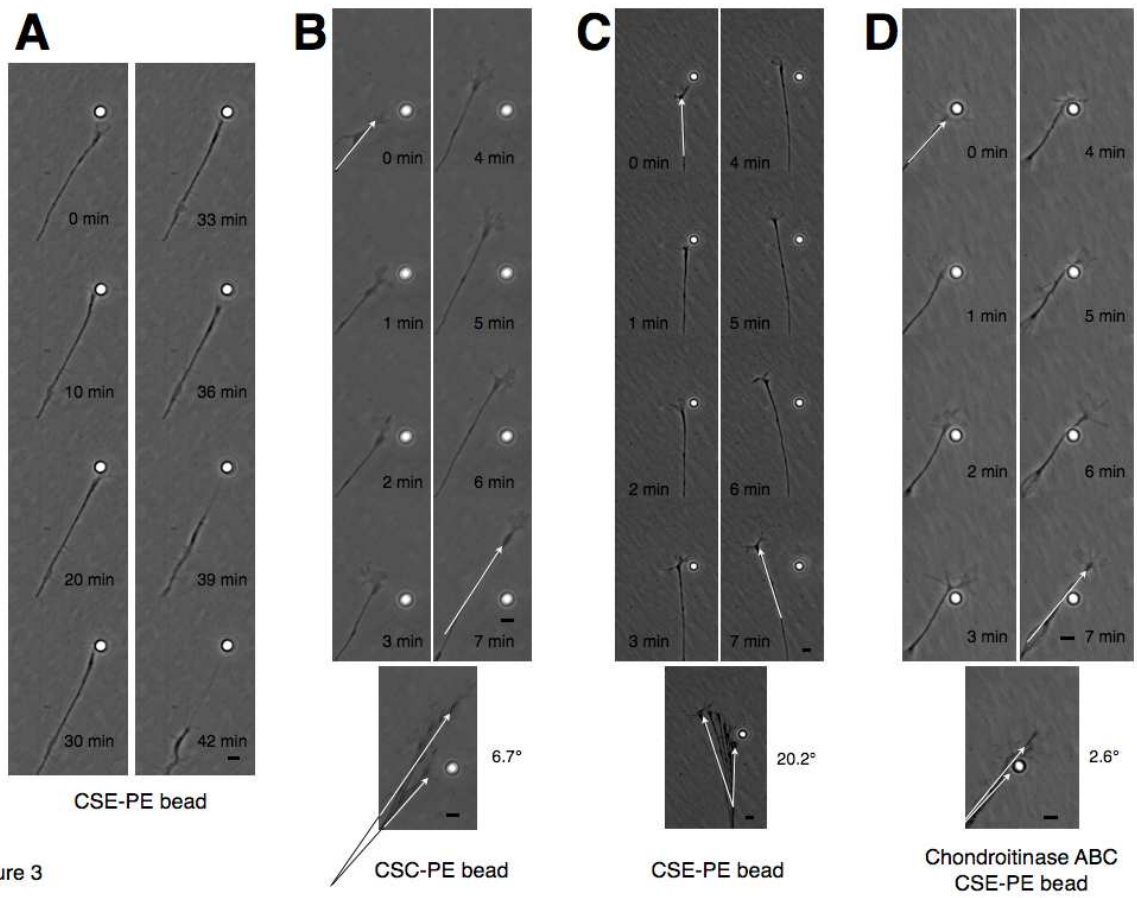 A
B
C
D
0 min
33 min
10 min
36 min
20 min
39 min
30 min
42 min
CSE-PE bead
0 min
4 min
1 min
5 min
2 min
6 min
3 min
7 min
6.7°
CSC-PE bead
0 min
4 min
1 min
5 min
2 min
6 min
3 min
7 min
20.2°
CSE-PE bead
0 min
4 min
1 min
5 min
2 min
6 min
3 min
7 min
2.6°
Chondroitinase ABC
CSE-PE bead
ure 3